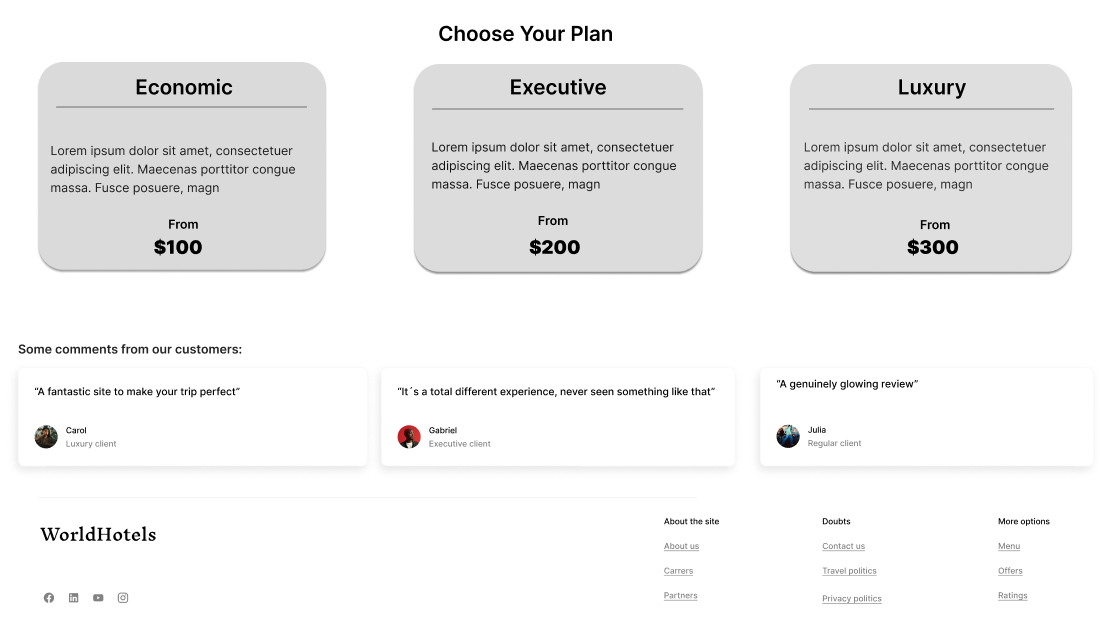 Choose Your Plan
Economic
Lorem ipsum dolor sit amet, consectetuer
adipiscing elit. Maecenas porttitor congue
massa. Fusce posuere, magn
From
$100
Executive
Lorem ipsum dolor sit amet, consectetuer
adipiscing elit. Maecenas porttitor congue
massa. Fusce posuere, magn
From
$200
Luxury
Lorem ipsum dolor sit amet, consectetuer
adipiscing elit. Maecenas porttitor congue
massa. Fusce posuere, magn
From
$300
Some comments from our customers:
“A fantastic site to make your trip perfect”
Carol
Luxury client
“It´s a total different experience, never seen something like that”
Gabriel
Executive client
“A genuinely glowing review”
Julia
Regular client
WorldHotels
About the site
About us
Carrers
Partners
Doubts
Contact us
Travel politics
Privacy politics
More options
Menu
Offers
Ratings